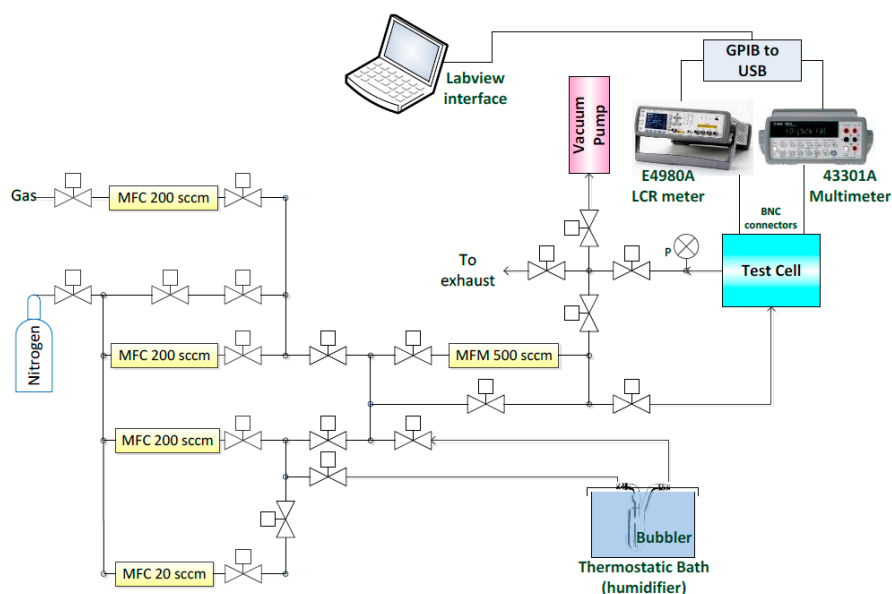 Labview
interface
GPIB to
USB
Vacuum
Pump
E4980A
LCR meter
43301A
Multimeter
BNC
connectors
Gas
MFC 200 sccm
To
exhaust
P
Test Cell
Nitrogen
MFC 200 sccm
MFM 500 sccm
MFC 200 sccm
MFC 20 sccm
Bubbler
Thermostatic Bath
(humidifier)